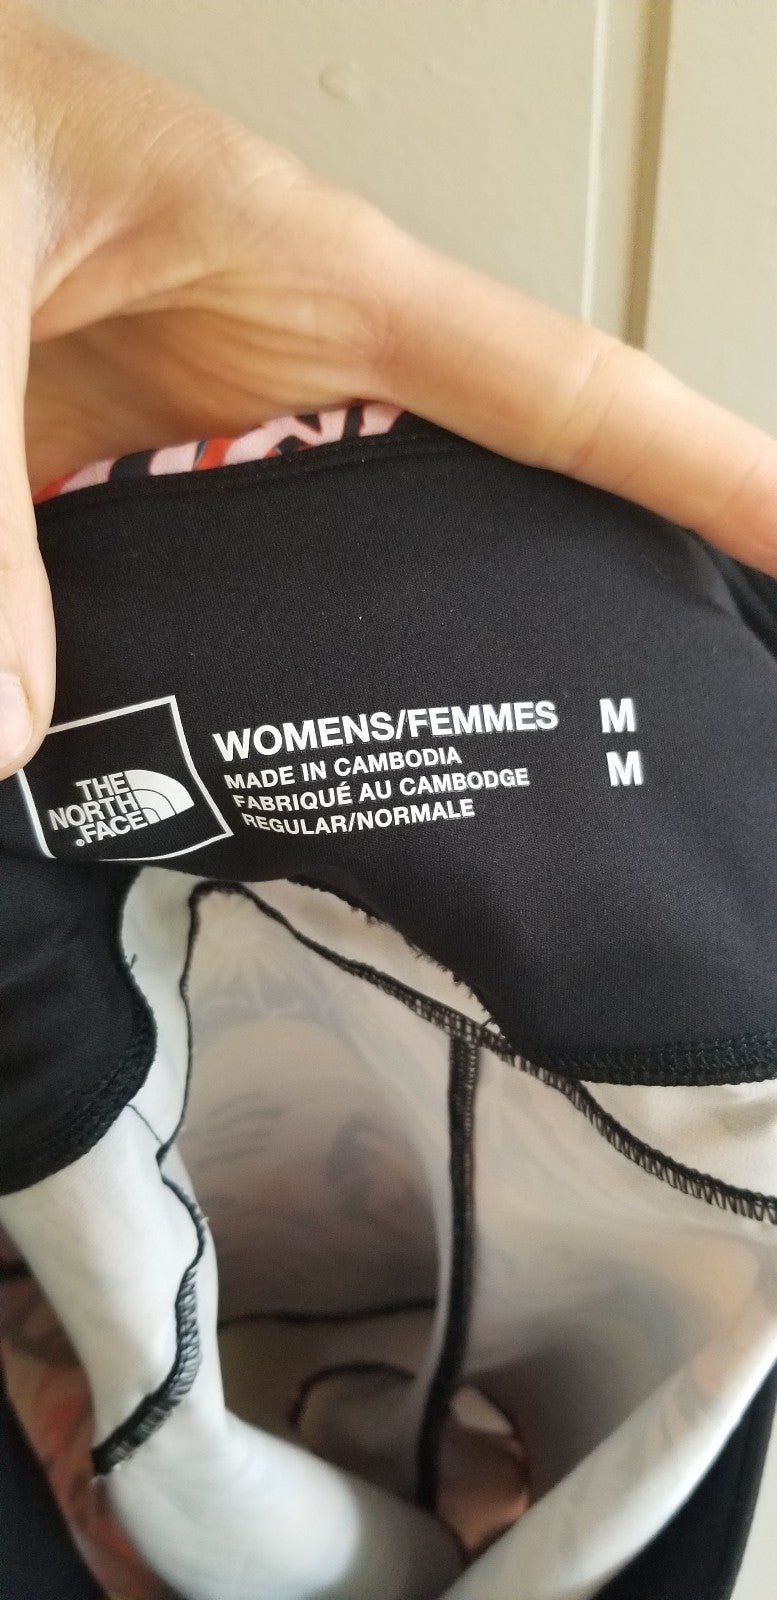 THE
NORTH
FACE®
WOMENS/FEMMES M
MADE IN CAMBODIA M
FABRIQUÉ AU CAMBODGE
REGULAR/NORMALE